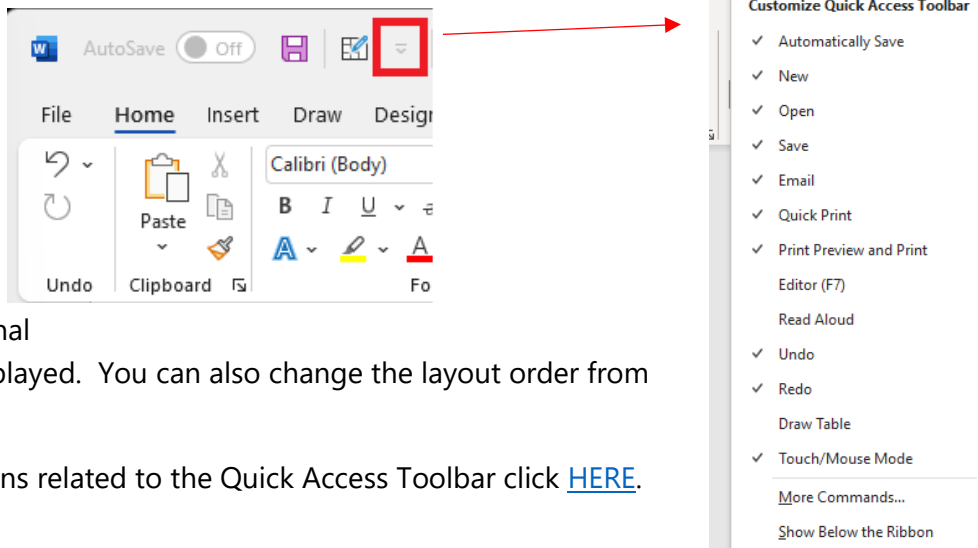 W AutoSave Off
File Home Insert Draw Design
Calibri (Body)
Paste
B I U
A A
Undo Clipboard Fo
nal
played. You can also change the layout order from
ns related to the Quick Access Toolbar click HERE.
Customize Quick Access Toolbar
Automatically Save
New
Open
Save
Email
Quick Print
Print Preview and Print
Editor (F7)
Read Aloud
Undo
Redo
Draw Table
Touch/Mouse Mode
More Commands...
Show Below the Ribbon